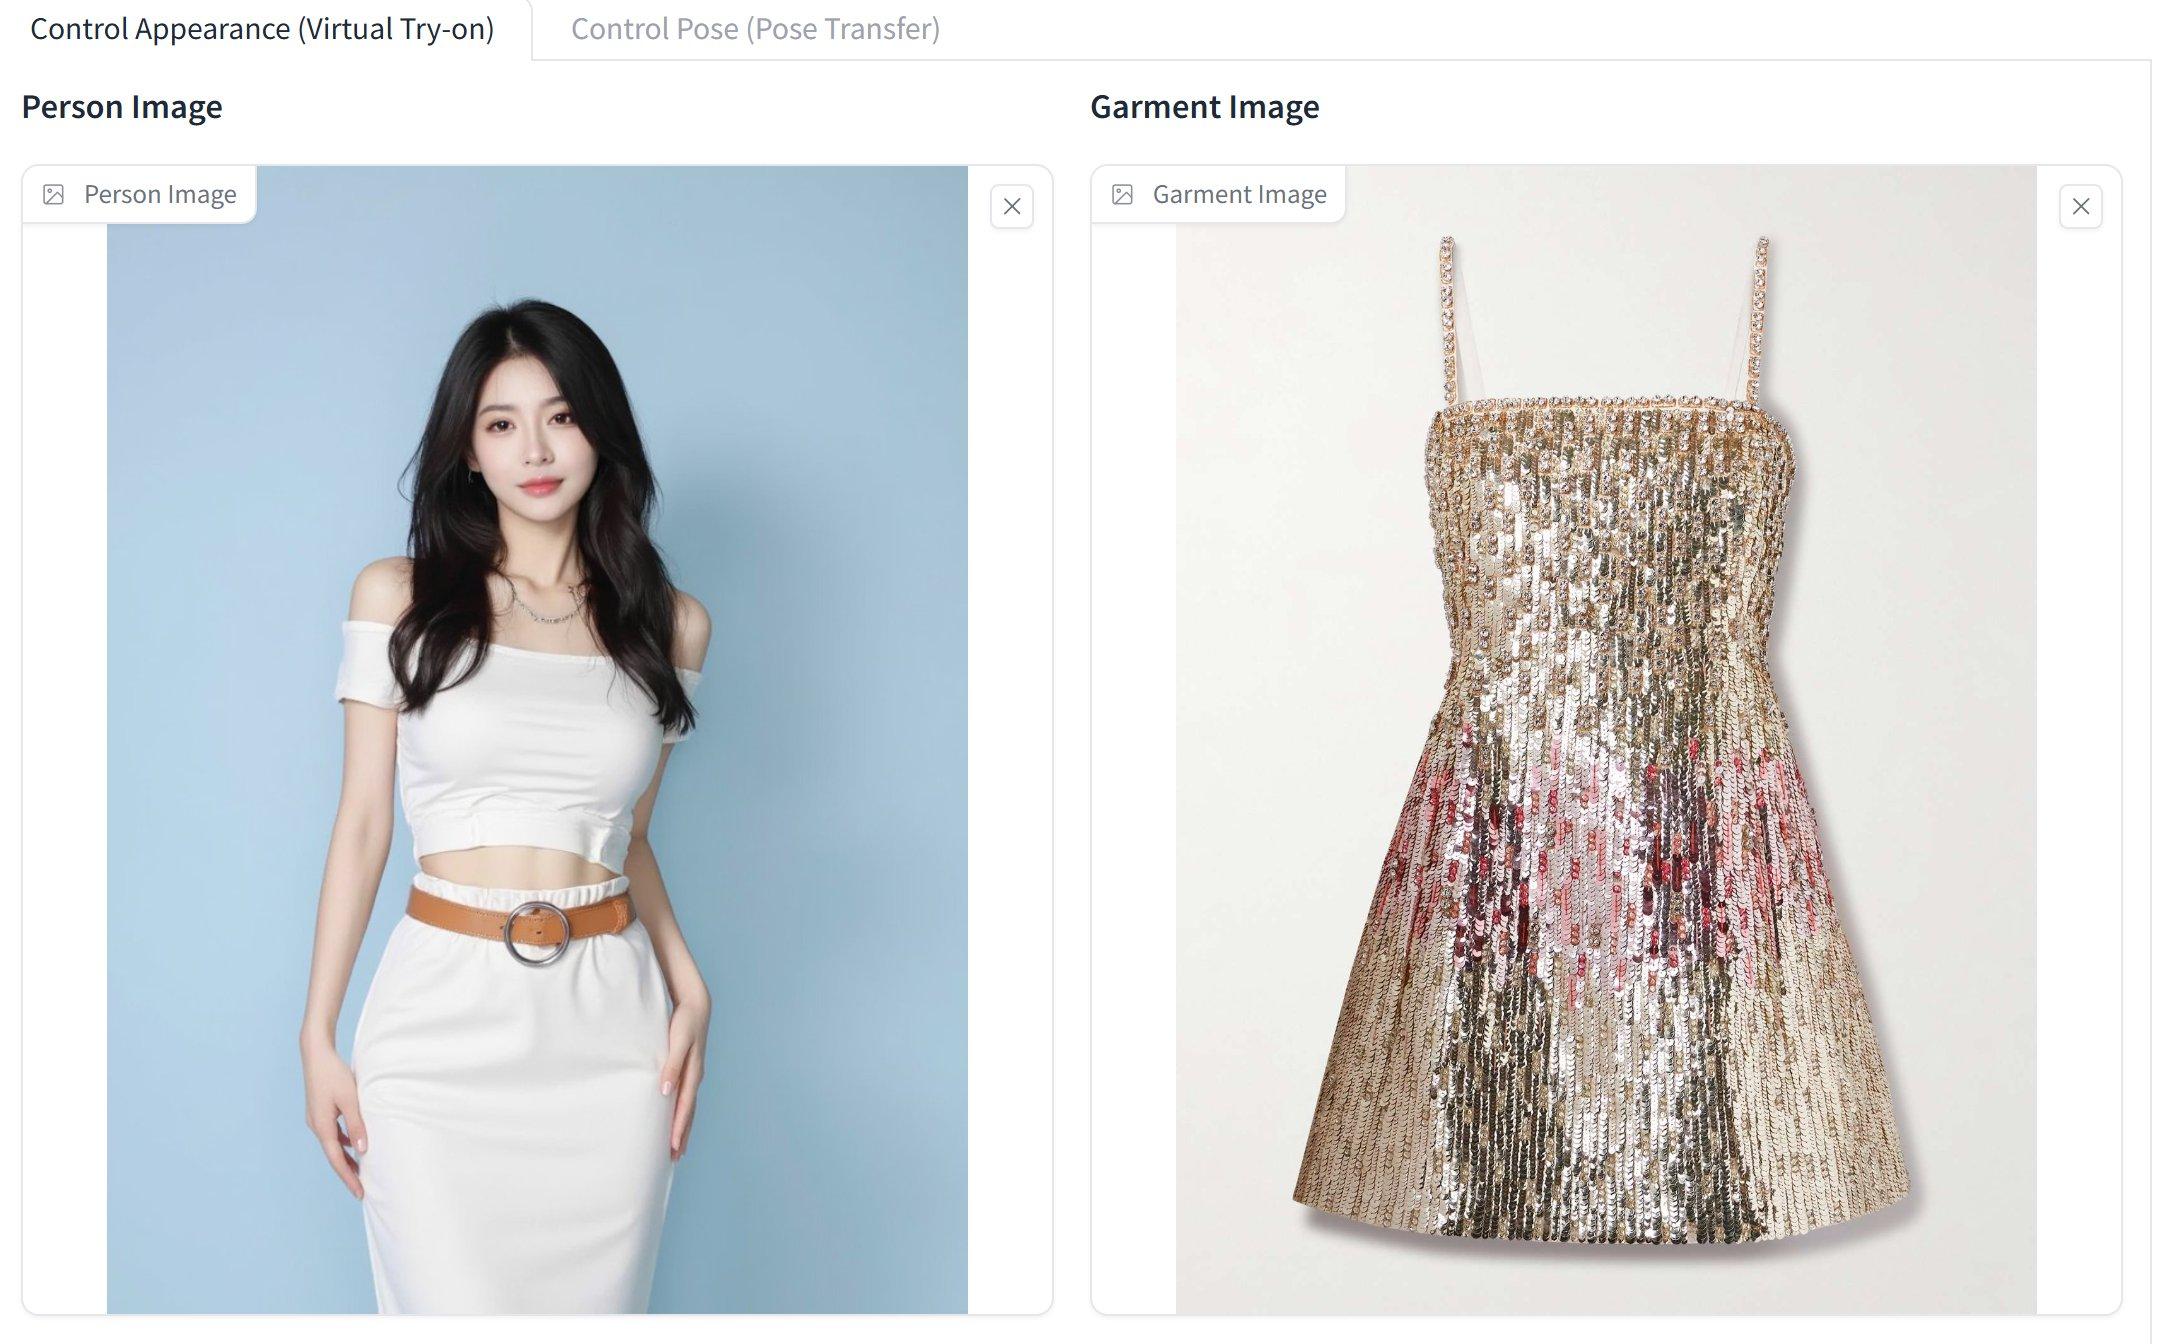 Control Appearance (Virtual Try-on)
Control Pose (Pose Transfer)
Person Image
Garment Image
Person Image
Garment Image